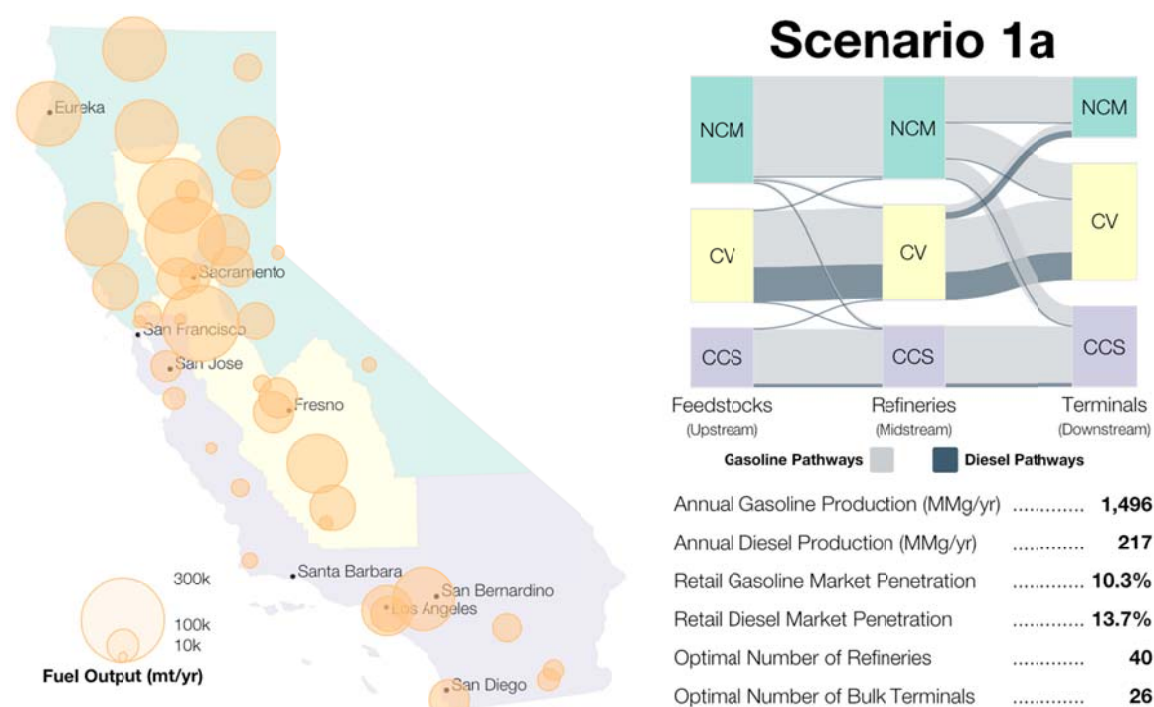 Eureka
Sacramento
San Francisco
San Jose
Fresno
Santa Barbara
San Bernardino
Los Angeles
San Diego
300k
100k
10k
Fuel Output (mt/yr)
Scenario 1a
NCM NCM NCM
CV CV CV
CCS CCS CCS
Feedstocks Refineries Terminals
(Upstream) (Midstream) (Downstream)
Gasoline Pathways Diesel Pathways
Annual Gasoline Production (MMg/yr) ............ 1,496
Annual Diesel Production (MMg/yr) ............ 217
Retail Gasoline Market Penetration ............ 10.3%
Retail Diesel Market Penetration ............ 13.7%
Optimal Number of Refineries ............ 40
Optimal Number of Bulk Terminals ............ 26